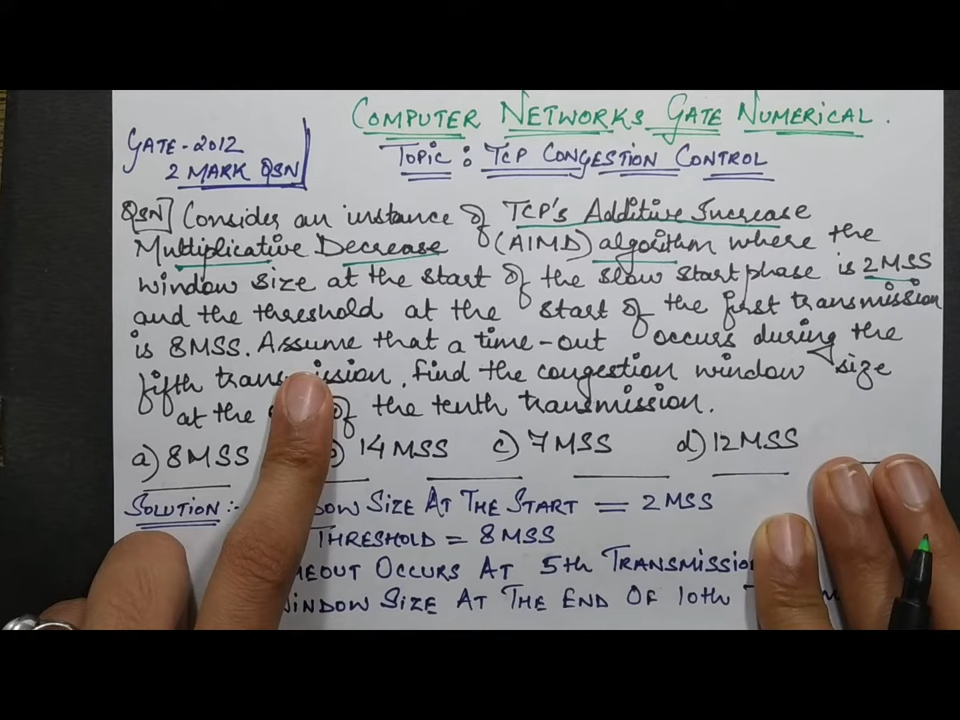 COMPUTER NETWORKS GATE NUMERICAL.
GATE-2012
2 MARK QSN
TOPIC : TCP CONGESTION CONTROL
QSN] Consider an instance of TCP's Additive Increase
Multiplicative Decrease (AIMD) algorithm where the
window size at the start of the slow start phase is 2MSS
and the threshold at the start of the first transmission
is 8MSS. Assume that a time-out occurs during the
fifth transmission. Find the congestion window size
at the of the tenth transmission.
a) 8MSS 14MSS c) 7MSS d) 12MSS
SOLUTION :- SIZE AT THE START = 2 MSS
THRESHOLD = 8MSS
OCCURS AT 5th
SIZE AT THE END OF 10th